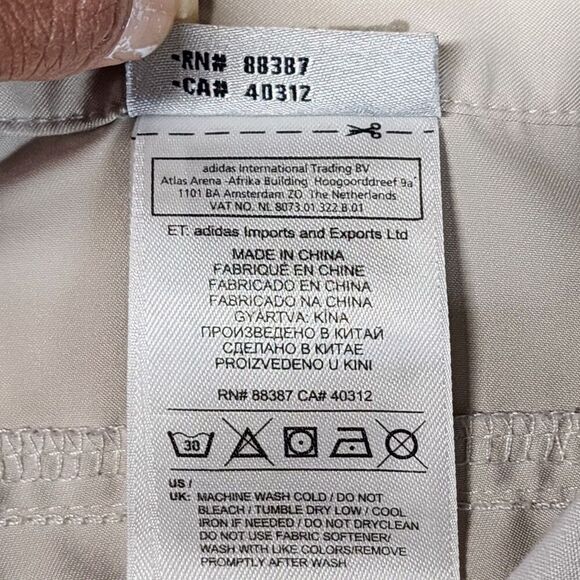 -RN# 88387
-CA# 40312
adidas International Trading BV
Atlas Arena -Afrika Building Hoogoorddreef 9a
1101 BA Amsterdam ZO The Netherlands
VAT NO. NL 8073.01.322.B.01
ET: adidas Imports and Exports Ltd
MADE IN CHINA
FABRIQUÉ EN CHINE
FABRICADO EN CHINA
FABRICADO NA CHINA
GYÁRTVA: KÍNA
ПРОИЗВЕДЕНО В КИТАЙ
СДЕЛАНО В КИТАЕ
PROIZVEDENO U KINI
RN# 88387 CA# 40312
30
US /
UK: MACHINE WASH COLD / DO NOT
BLEACH / TUMBLE DRY LOW / COOL
IRON IF NEEDED / DO NOT DRYCLEAN
DO NOT USE FABRIC SOFTENER/
WASH WITH LIKE COLORS/REMOVE
PROMPTLY AFTER WASH